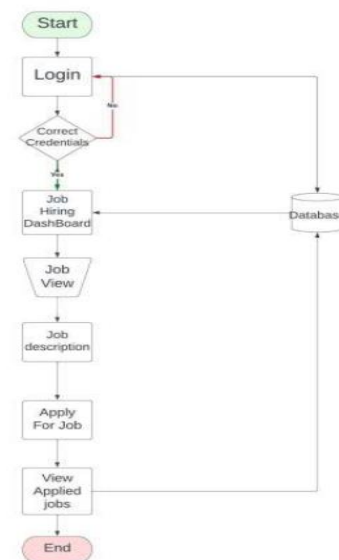 Start
Login
No
Correct
Credentials
Yes
Job
Hiring
DashBoard
Database
Job
View
Job
description
Apply
For Job
View
Applied
jobs
End